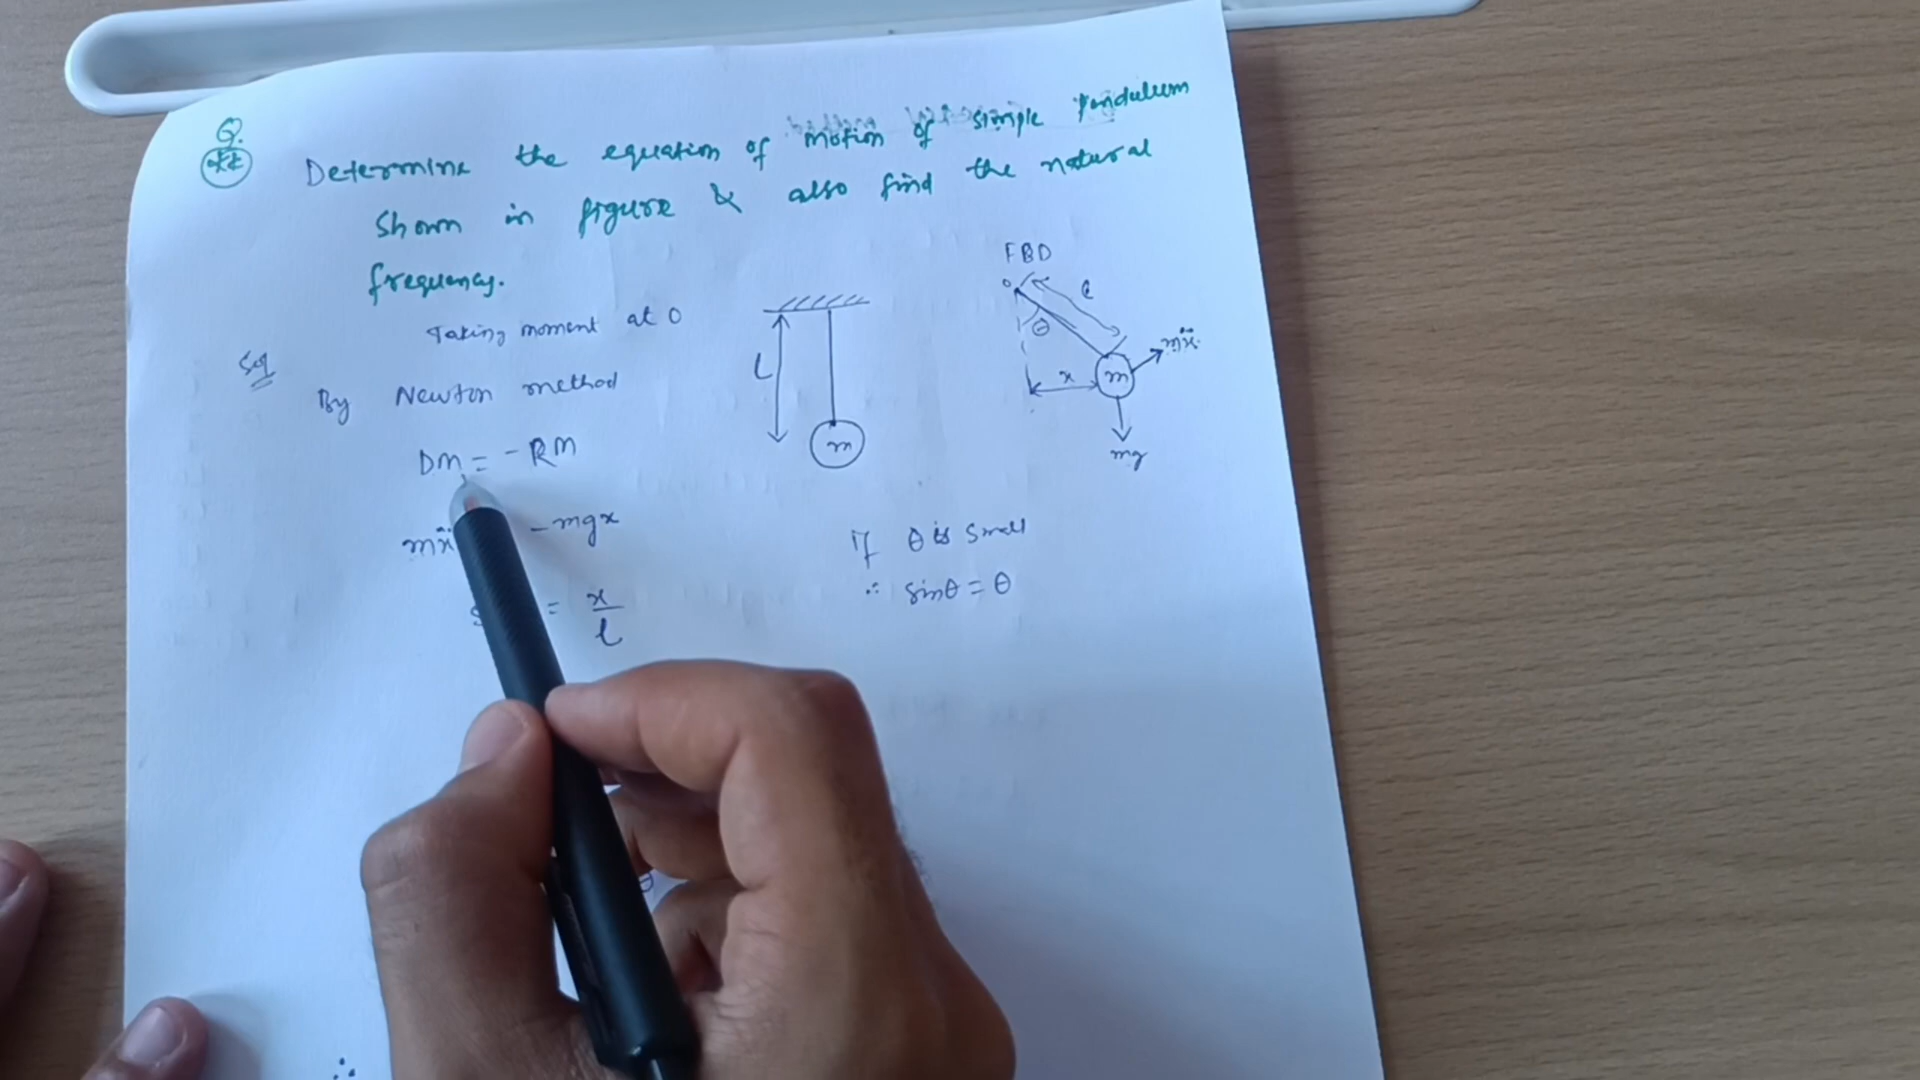 Q.
**
Determine the equation of motion of simple pendulum
shown in figure & also find the natural
frequency.
Taking moment at O
Sol
By Newton method
DM = - RM
mẍ - mgx
= x
l
L
m
FBD
O
l
θ
mẍ
x
m
mg
If θ is small
∴ sinθ = θ
∴